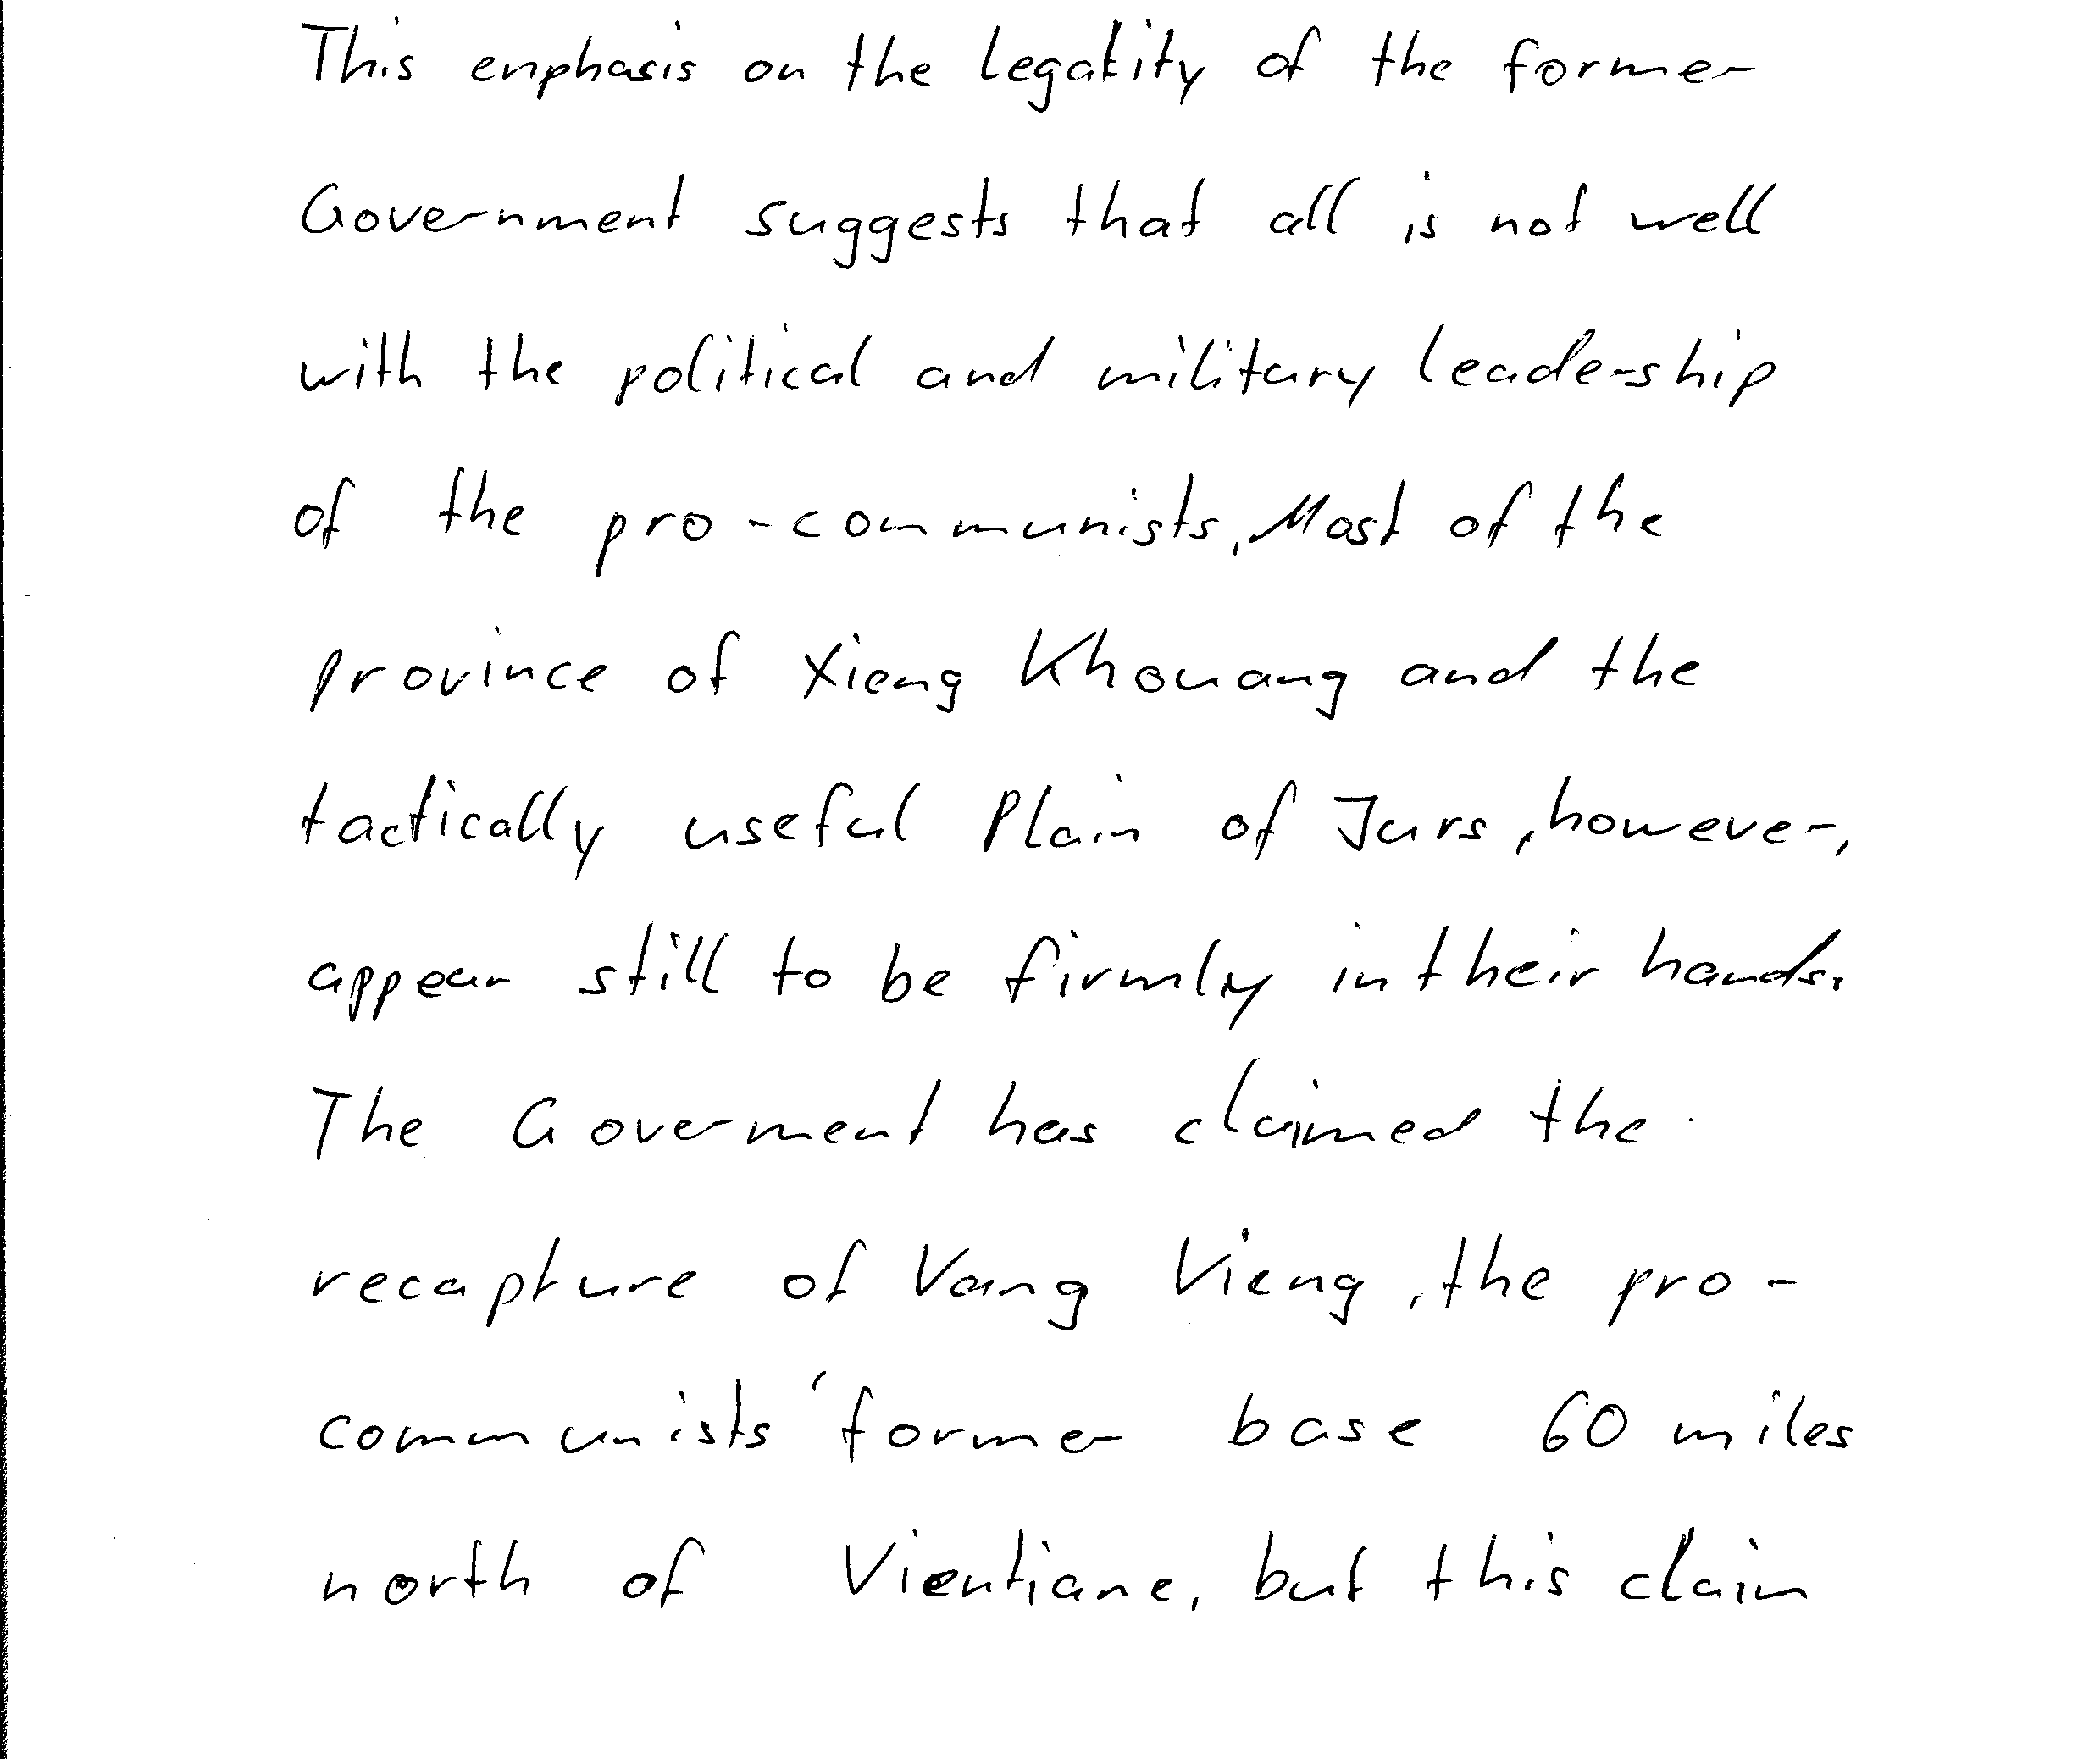 This emphasis on the legality of the former
Government suggests that all is not well
with the political and military leadership
of the pro-communists. Most of the
province of Xieng Khouang and the
tactically useful Plain of Jars, however,
appear still to be firmly in their hands.
The Goverment has claimed the
recapture of Vang Vieng, the pro-
communists' former base 60 miles
north of Vientiane, but this claim